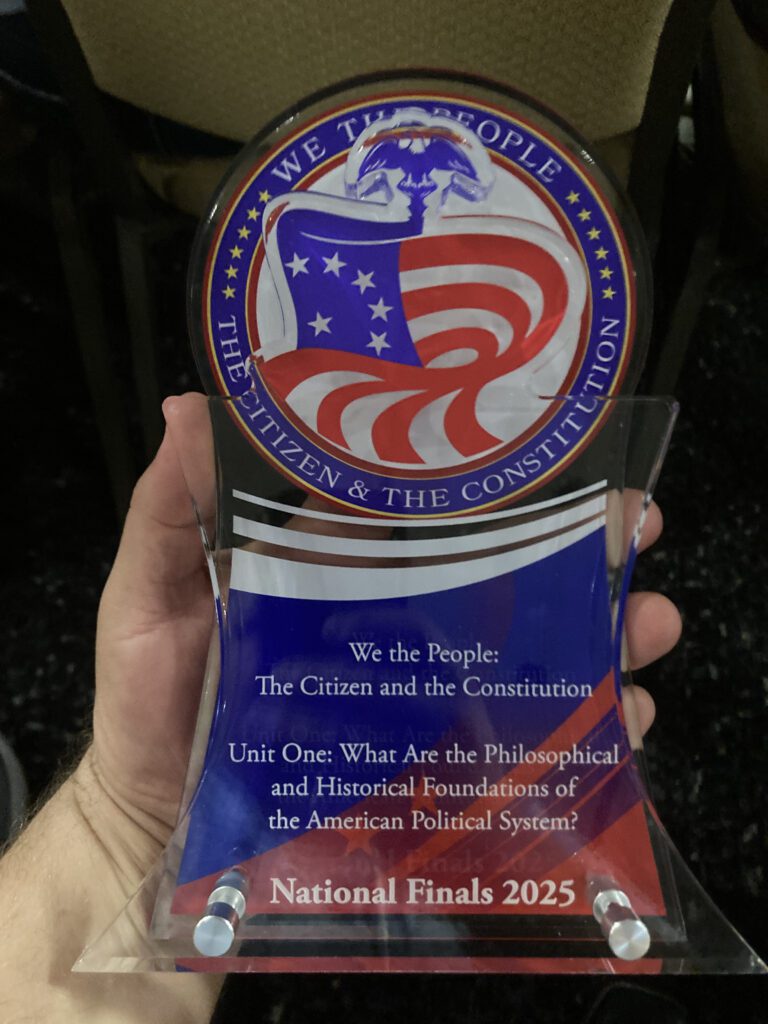 WE THE PEOPLE
THE CITIZEN & THE CONSTITUTION
We the People:
The Citizen and the Constitution
Unit One: What Are the Philosophical
and Historical Foundations of
the American Political System?
National Finals 2025